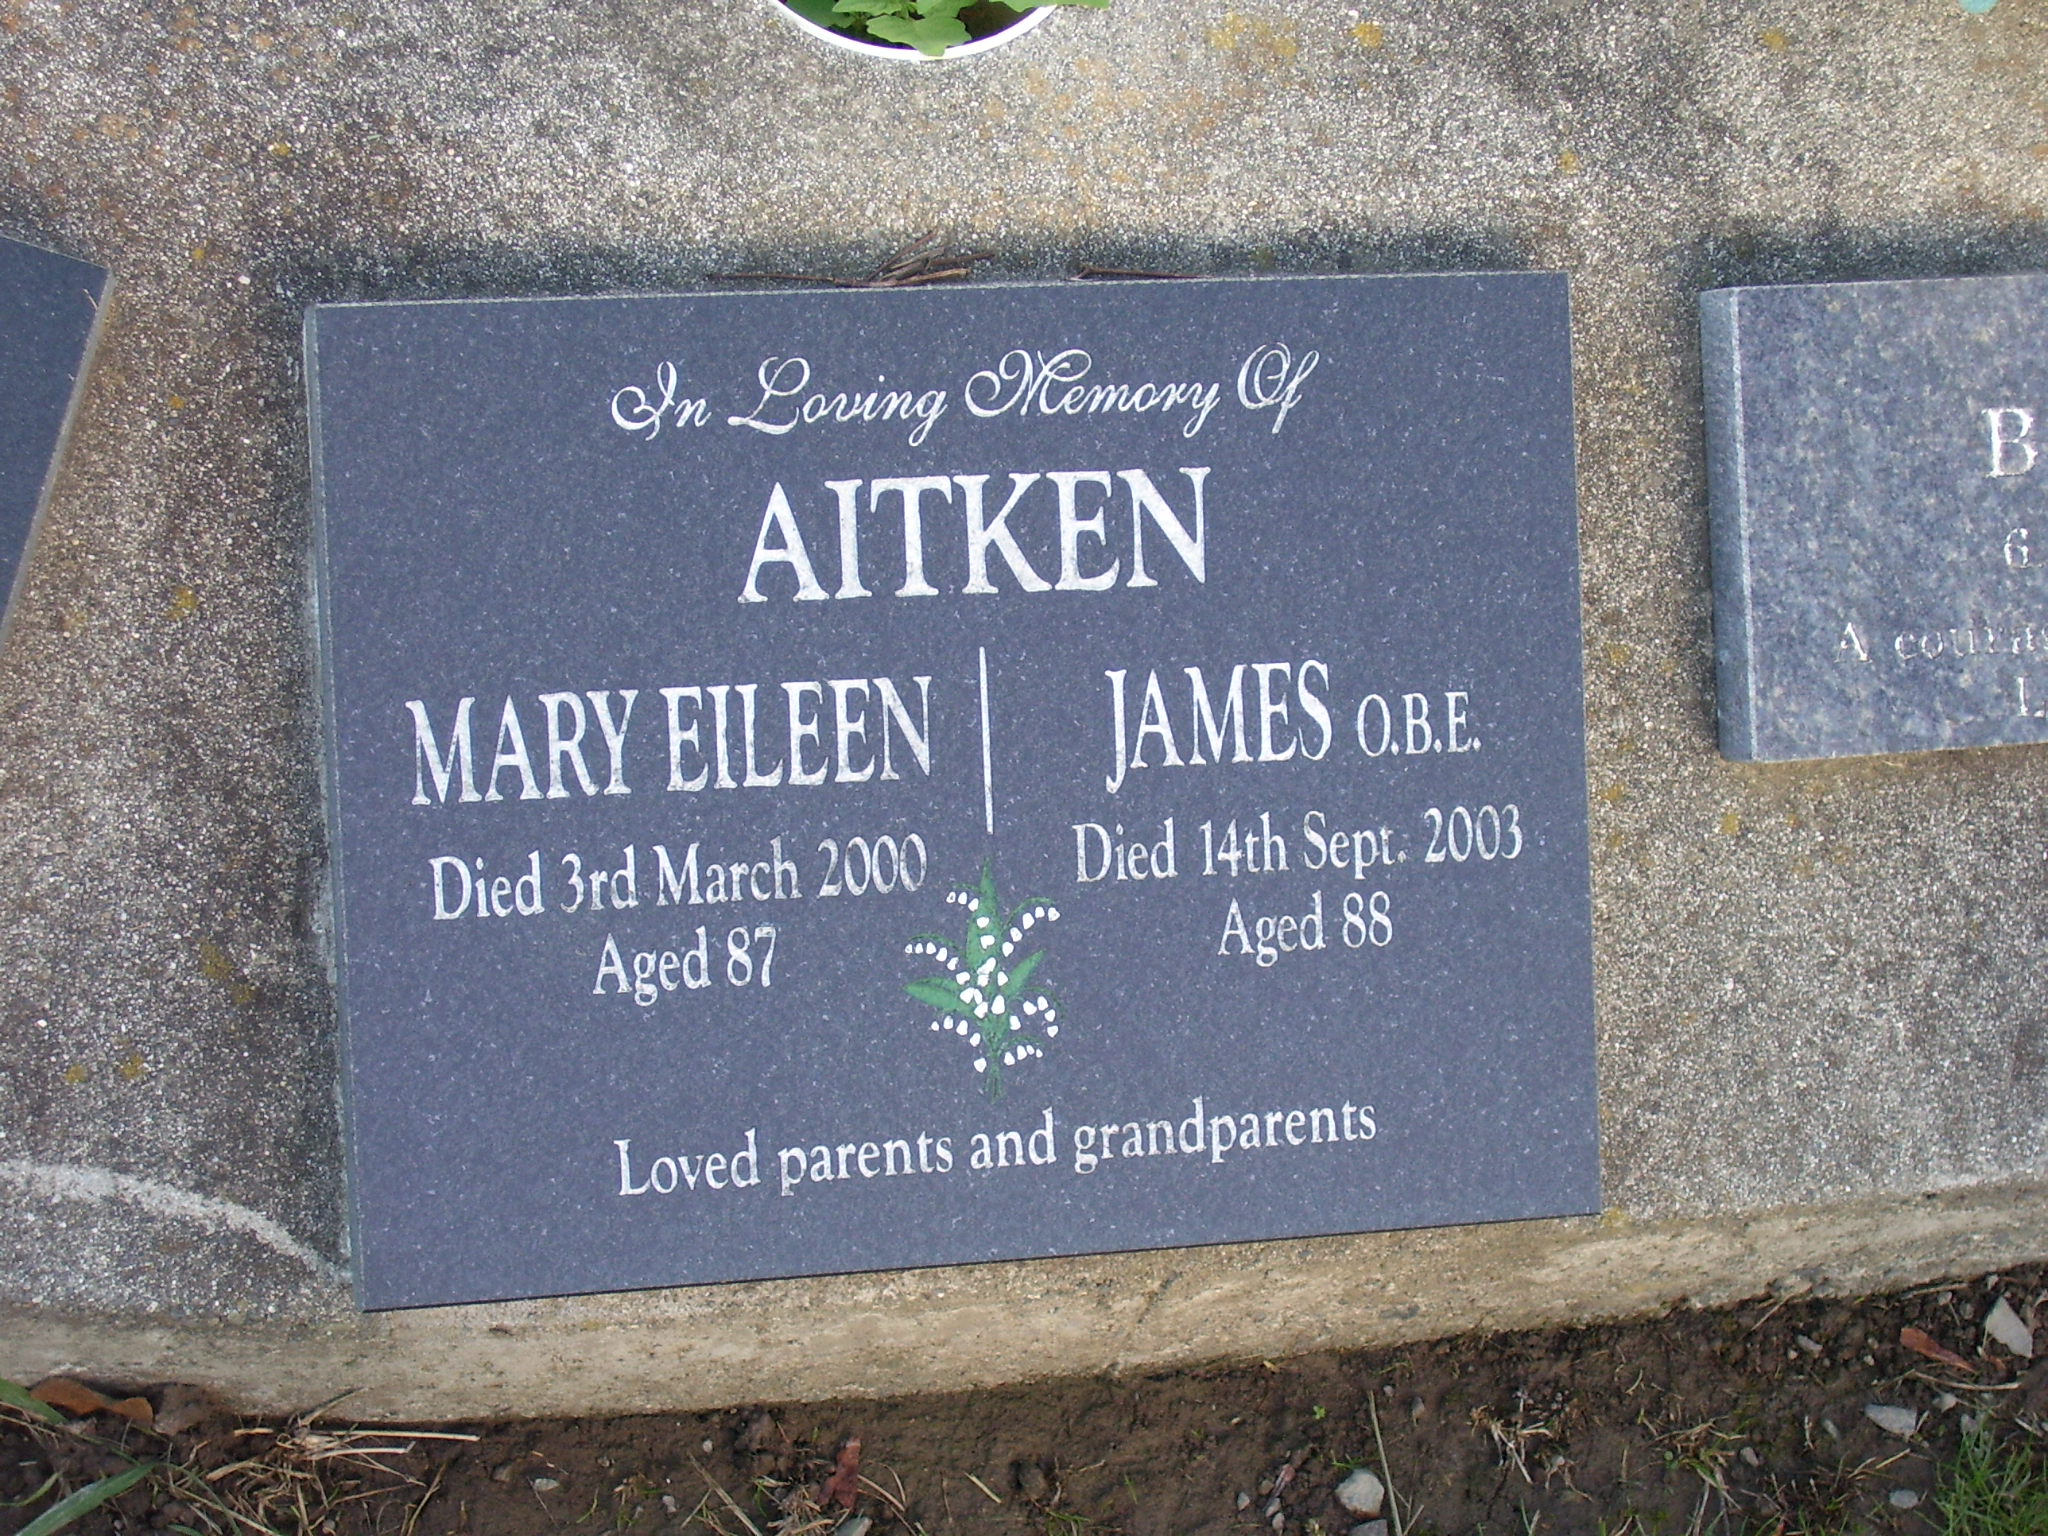 In Loving Memory Of
AITKEN
MARY EILEEN
Died 3rd March 2000
Aged 87
JAMES O.B.E.
Died 14th Sept. 2003
Aged 88
Loved parents and grandparents
B
6
A